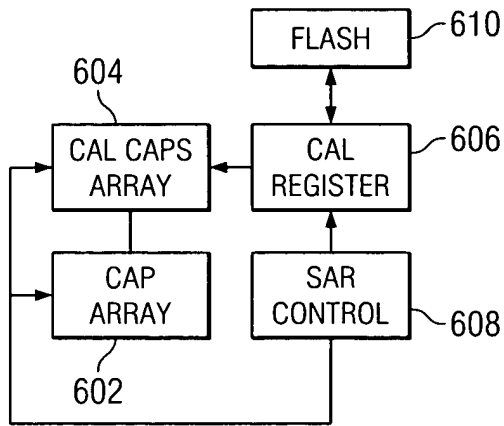 FLASH
610
604
CAL CAPS
ARRAY
CAL
REGISTER
606
CAP
ARRAY
602
SAR
CONTROL
608